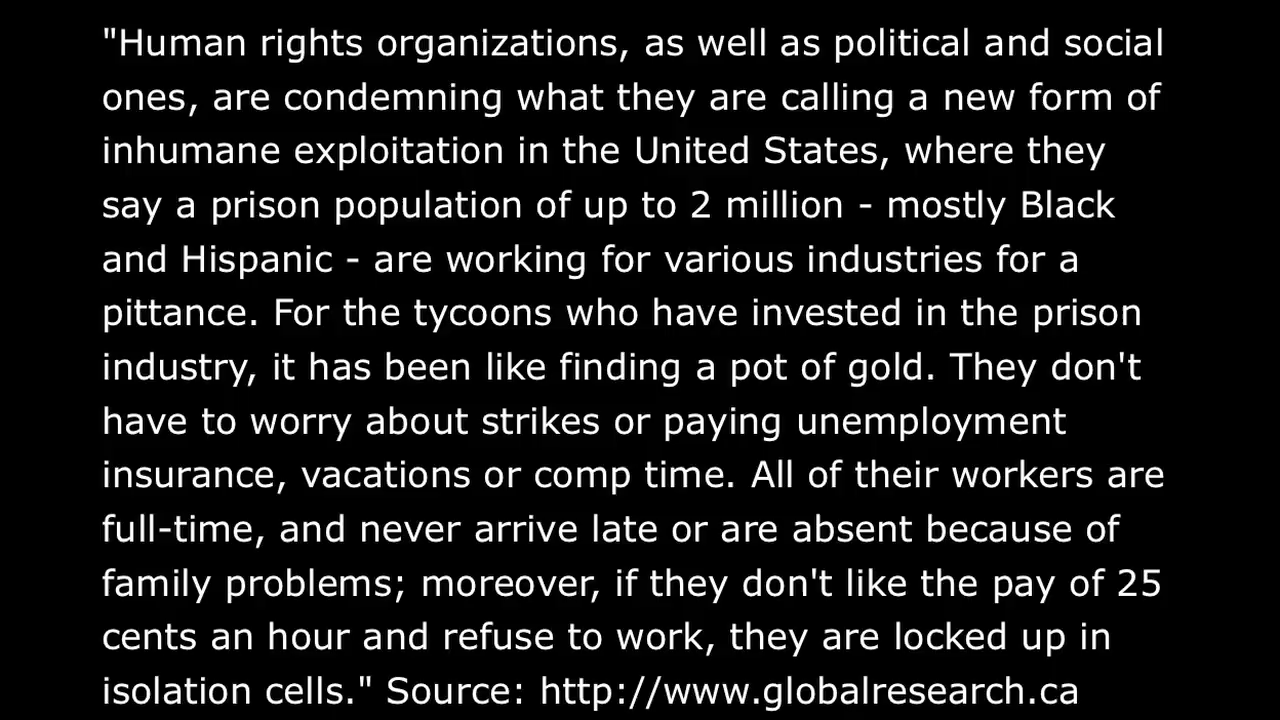 "Human rights organizations, as well as political and social
ones, are condemning what they are calling a new form of
inhumane exploitation in the United States, where they
say a prison population of up to 2 million - mostly Black
and Hispanic - are working for various industries for a
pittance. For the tycoons who have invested in the prison
industry, it has been like finding a pot of gold. They don't
have to worry about strikes or paying unemployment
insurance, vacations or comp time. All of their workers are
full-time, and never arrive late or are absent because of
family problems; moreover, if they don't like the pay of 25
cents an hour and refuse to work, they are locked up in
isolation cells." Source: http://www.globalresearch.ca